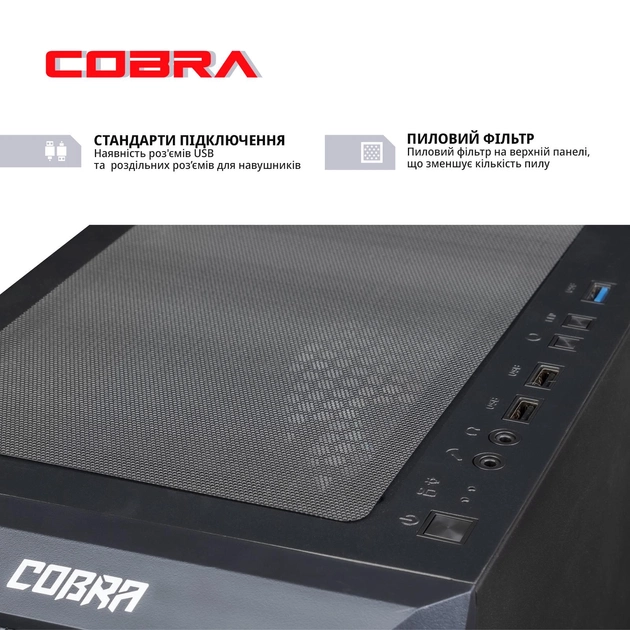 COBRA
СТАНДАРТИ ПІДКЛЮЧЕННЯ
Наявність роз'ємів USB
та роздільних роз'ємів для навушників
ПИЛОВИЙ ФІЛЬТР
Пиловий фільтр на верхній панелі,
що зменшує кількість пилу
COBRA